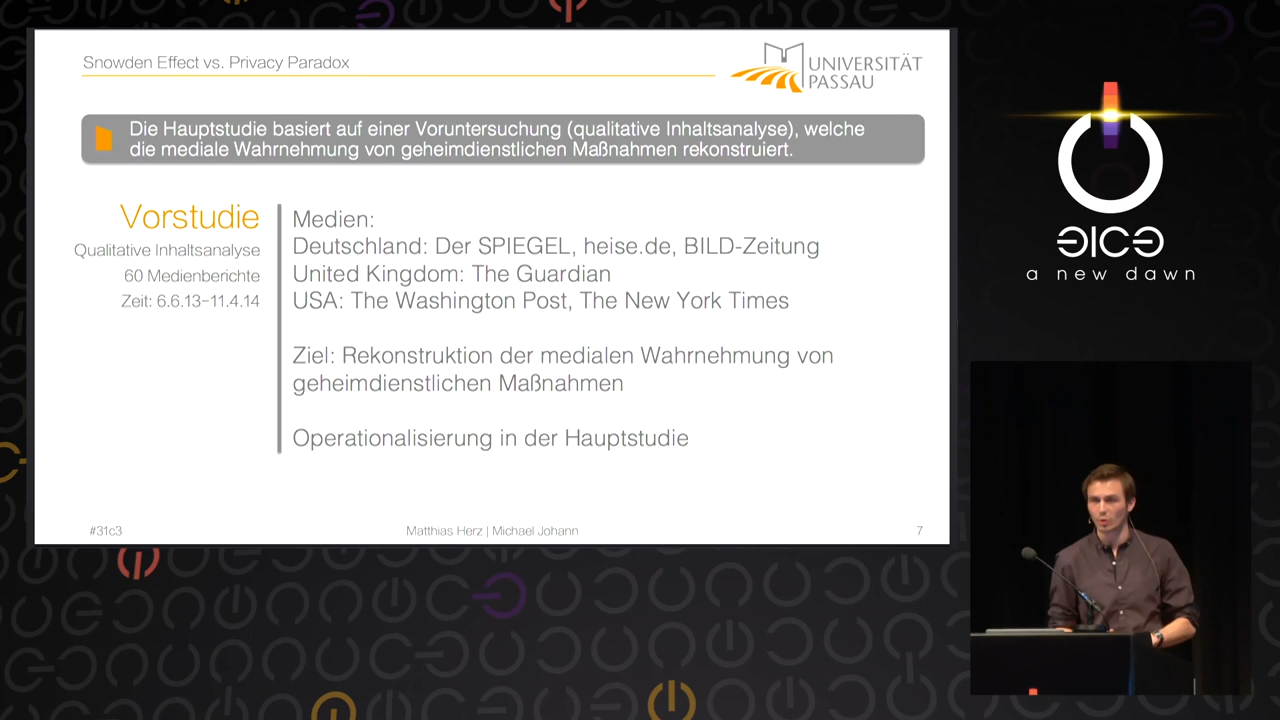 Snowden Effect vs. Privacy Paradox
UNIVERSITÄT
PASSAU
Die Hauptstudie basiert auf einer Voruntersuchung (qualitative Inhaltsanalyse), welche
die mediale Wahrnehmung von geheimdienstlichen Maßnahmen rekonstruiert.
Vorstudie
Qualitative Inhaltsanalyse
60 Medienberichte
Zeit: 6.6.13–11.4.14
Medien:
Deutschland: Der SPIEGEL, heise.de, BILD-Zeitung
United Kingdom: The Guardian
USA: The Washington Post, The New York Times
Ziel: Rekonstruktion der medialen Wahrnehmung von
geheimdienstlichen Maßnahmen
Operationalisierung in der Hauptstudie
#31c3
Matthias Herz | Michael Johann
7
31C3
a new dawn